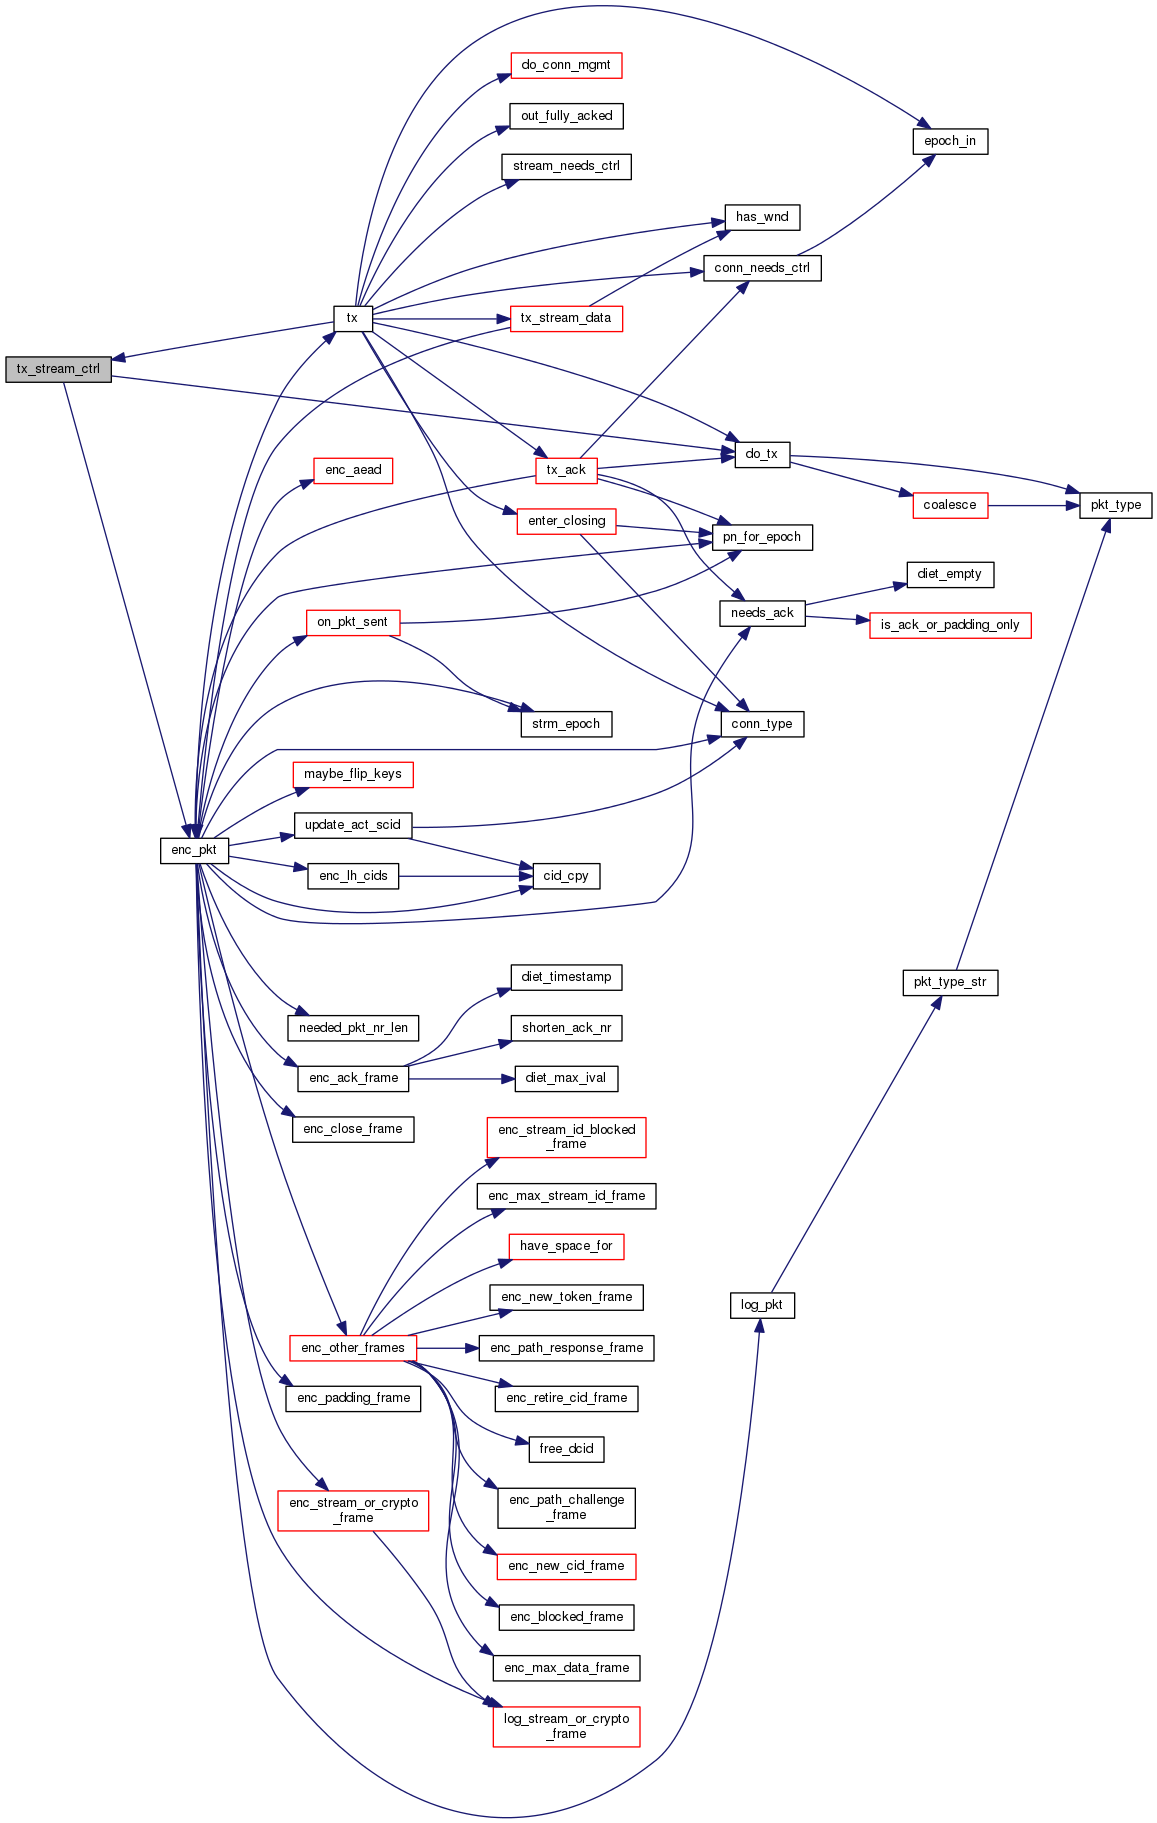 do_conn_mgmt
out_fully_acked
epoch_in
stream_needs_ctrl
has_wnd
conn_needs_ctrl
tx
tx_stream_data
tx_stream_ctrl
do_tx
enc_aead
tx_ack
coalesce
pkt_type
enter_closing
pn_for_epoch
diet_empty
needs_ack
on_pkt_sent
is_ack_or_padding_only
strm_epoch
conn_type
maybe_flip_keys
update_act_scid
enc_pkt
enc_lh_cids
cid_cpy
diet_timestamp
pkt_type_str
needed_pkt_nr_len
shorten_ack_nr
enc_ack_frame
diet_max_ival
enc_close_frame
enc_stream_id_blocked
_frame
enc_max_stream_id_frame
have_space_for
enc_new_token_frame
log_pkt
enc_other_frames
enc_path_response_frame
enc_padding_frame
enc_retire_cid_frame
free_dcid
enc_stream_or_crypto
_frame
enc_path_challenge
_frame
enc_new_cid_frame
enc_blocked_frame
enc_max_data_frame
log_stream_or_crypto
_frame